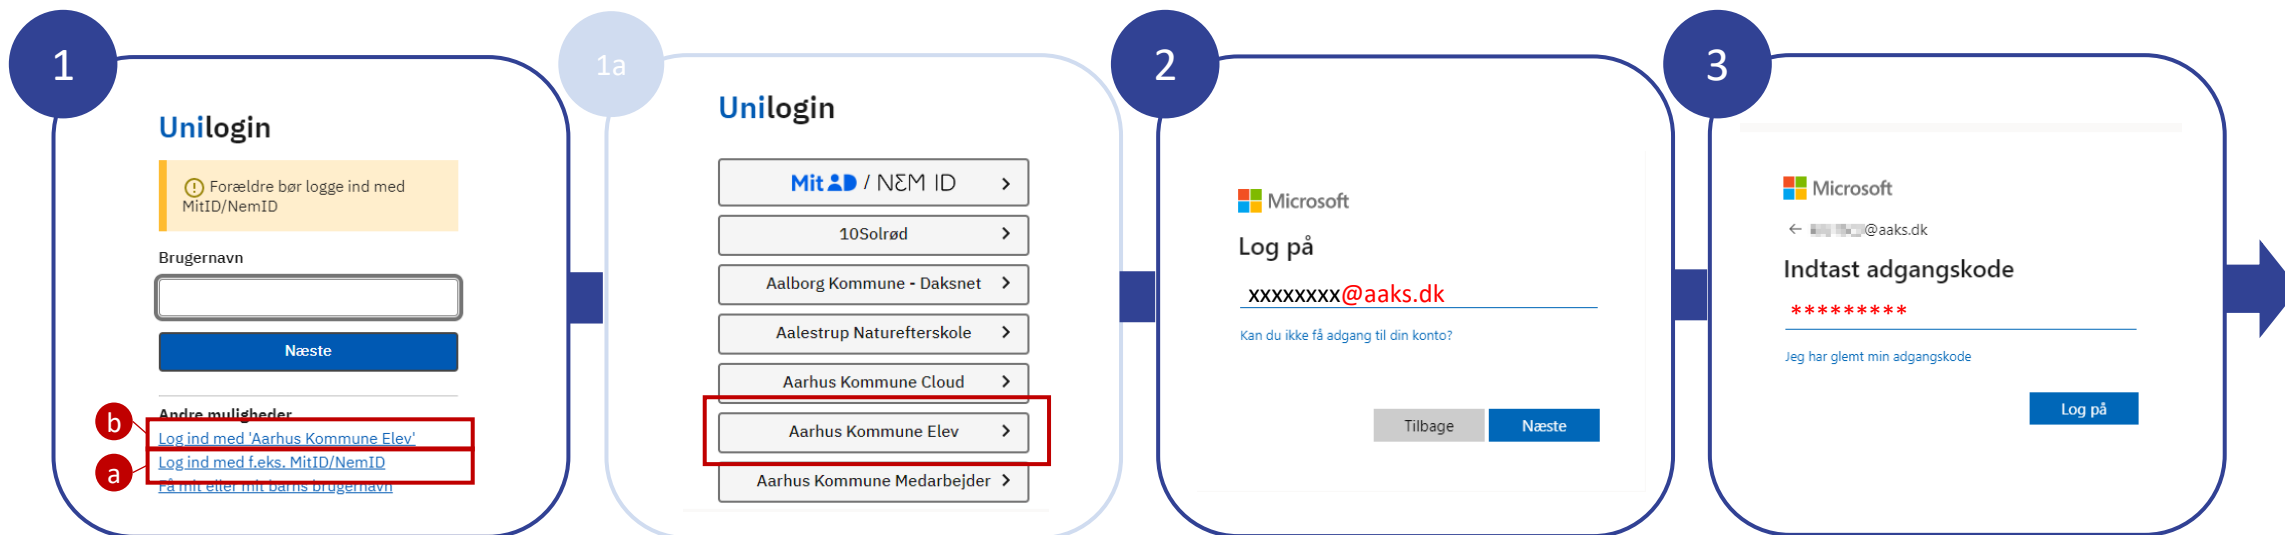 1
Unilogin
Forældre bør logge ind med
MitID/NemID
Brugernavn
Næste
Andre muligheder
b
Log ind med 'Aarhus Kommune Elev'
a
Log ind med f.eks. MitID/NemID
Få mit eller mit barns brugernavn
1a
Unilogin
Mit ID / NEM ID
10Solrød
Aalborg Kommune - Daksnet
Aalestrup Naturefterskole
Aarhus Kommune Cloud
Aarhus Kommune Elev
Aarhus Kommune Medarbejder
2
Microsoft
Log på
xxxxxxxx@aaks.dk
Kan du ikke få adgang til din konto?
Tilbage
Næste
3
Microsoft
@aaks.dk
Indtast adgangskode
*********
Jeg har glemt min adgangskode
Log på